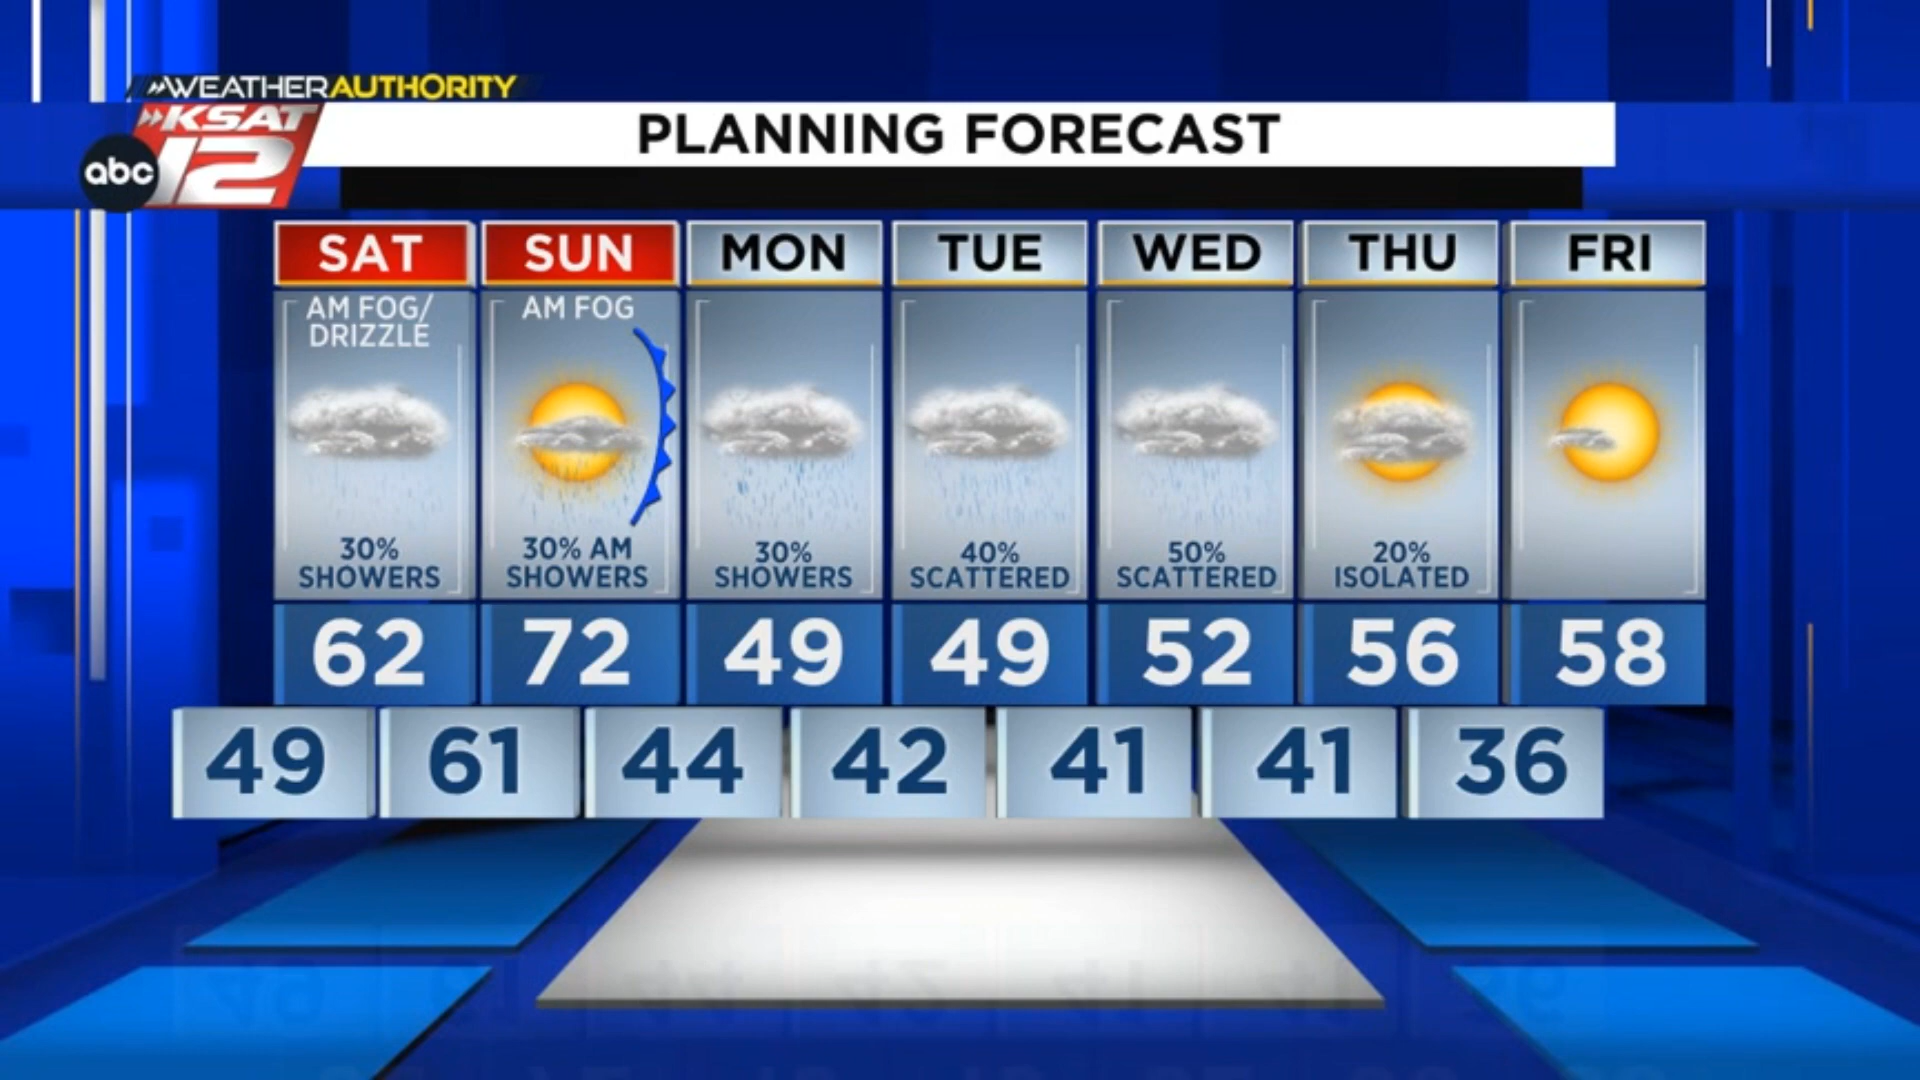 WEATHERAUTHORITY
KSAT
abc
12
PLANNING FORECAST
SAT SUN MON TUE WED THU FRI
AM FOG/
DRIZZLE
AM FOG
30%
SHOWERS
30% AM
SHOWERS
30%
SHOWERS
40%
SCATTERED
50%
SCATTERED
20%
ISOLATED
62 72 49 49 52 56 58
49 61 44 42 41 41 36